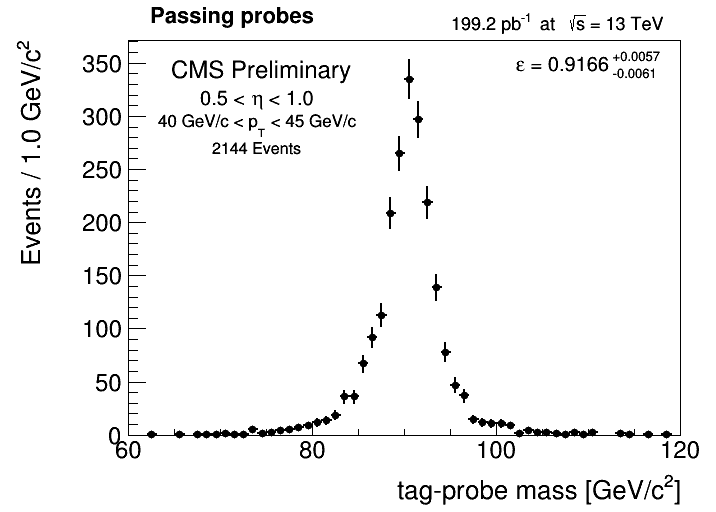 Passing probes
199.2 pb⁻¹ at √s = 13 TeV
CMS Preliminary
0.5 < η < 1.0
40 GeV/c < p_T < 45 GeV/c
2144 Events
ε = 0.9166 +0.0057 -0.0061
Events / 1.0 GeV/c²
350
300
250
200
150
100
50
0
60 80 100 120
tag-probe mass [GeV/c²]